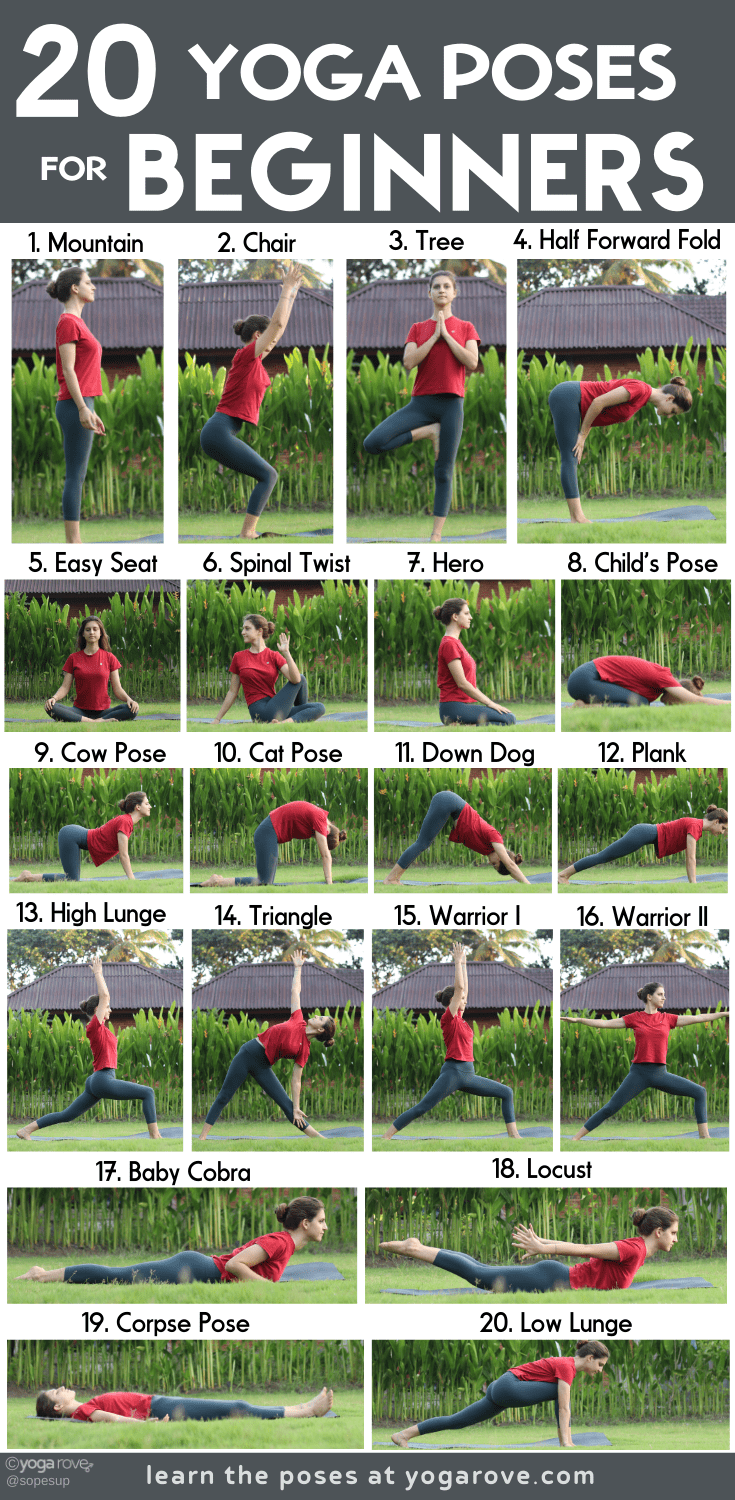 20 YOGA POSES
FOR BEGINNERS
1. Mountain
2. Chair
3. Tree
4. Half Forward Fold
5. Easy Seat
6. Spinal Twist
7. Hero
8. Child's Pose
9. Cow Pose
10. Cat Pose
11. Down Dog
12. Plank
13. High Lunge
14. Triangle
15. Warrior I
16. Warrior II
17. Baby Cobra
18. Locust
19. Corpse Pose
20. Low Lunge
©yoga rove
@sopesup
learn the poses at yogarove.com